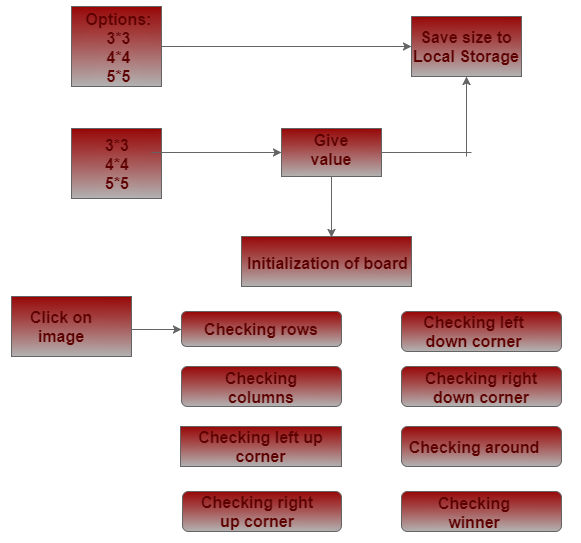 Options:
3*3
4*4
5*5
Save size to
Local Storage
3*3
4*4
5*5
Give
value
Initialization of board
Click on
image
Checking rows
Checking left
down corner
Checking
columns
Checking right
down corner
Checking left up
corner
Checking around
Checking right
up corner
Checking
winner